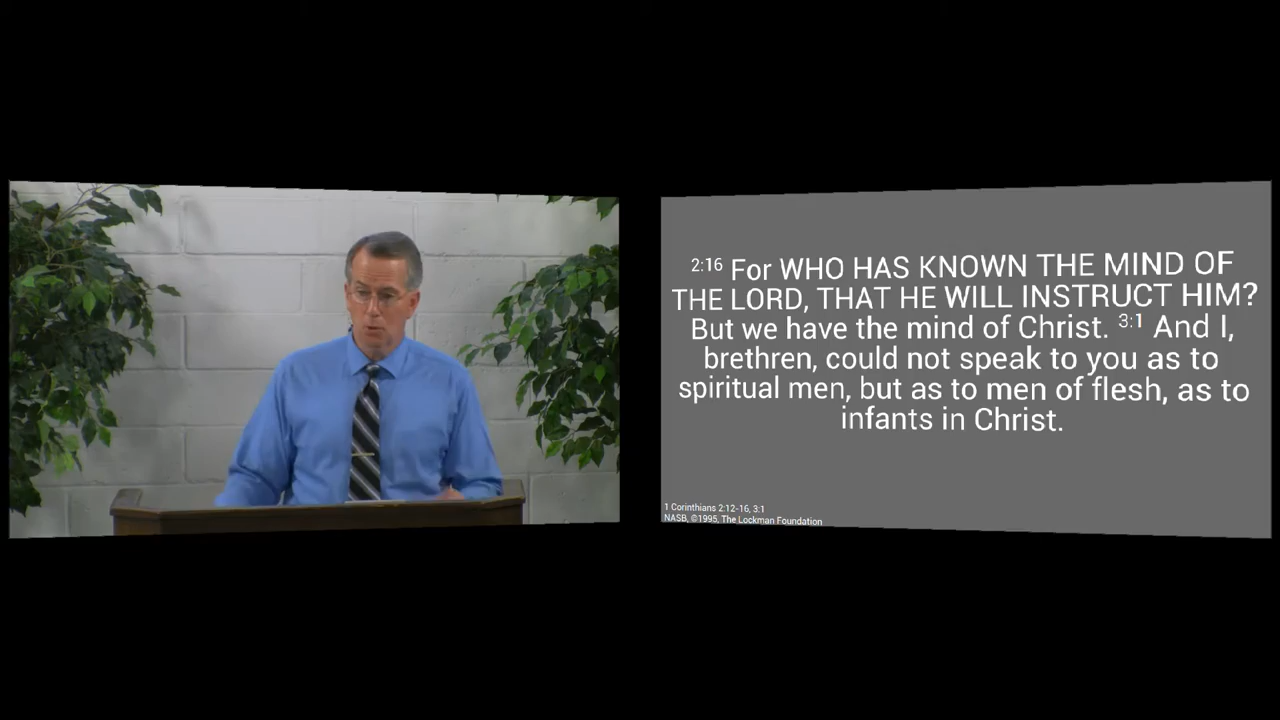 2:16 For WHO HAS KNOWN THE MIND OF
THE LORD, THAT HE WILL INSTRUCT HIM?
But we have the mind of Christ. 3:1 And I,
brethren, could not speak to you as to
spiritual men, but as to men of flesh, as to
infants in Christ.
1 Corinthians 2:12-16, 3:1
NASB, ©1995, The Lockman Foundation